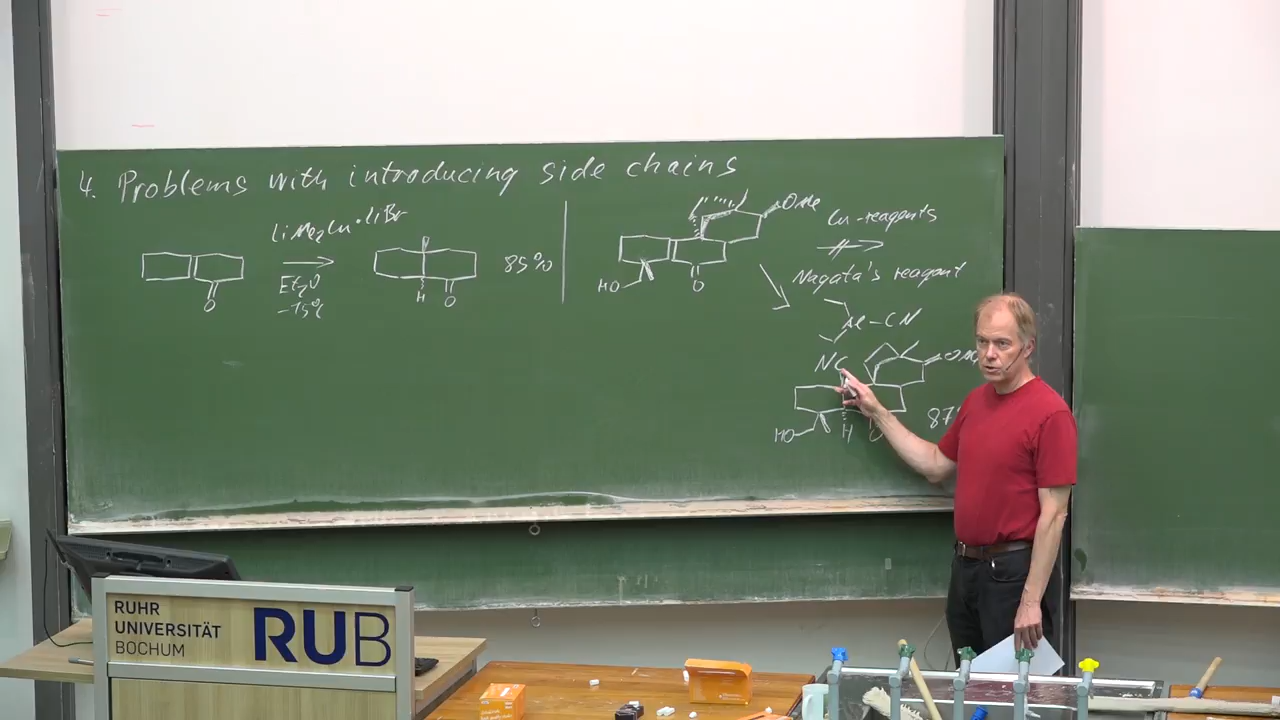 4. Problems with introducing side chains
LiMe₂Cu·LiBr
Et₂O
-15°C
H
O
O
85%
HO
O
OMe
Cu-reagents
Nagata's reagent
Al-CN
NC
HO
H
O
87
RUHR
UNIVERSITÄT
BOCHUM
RUB